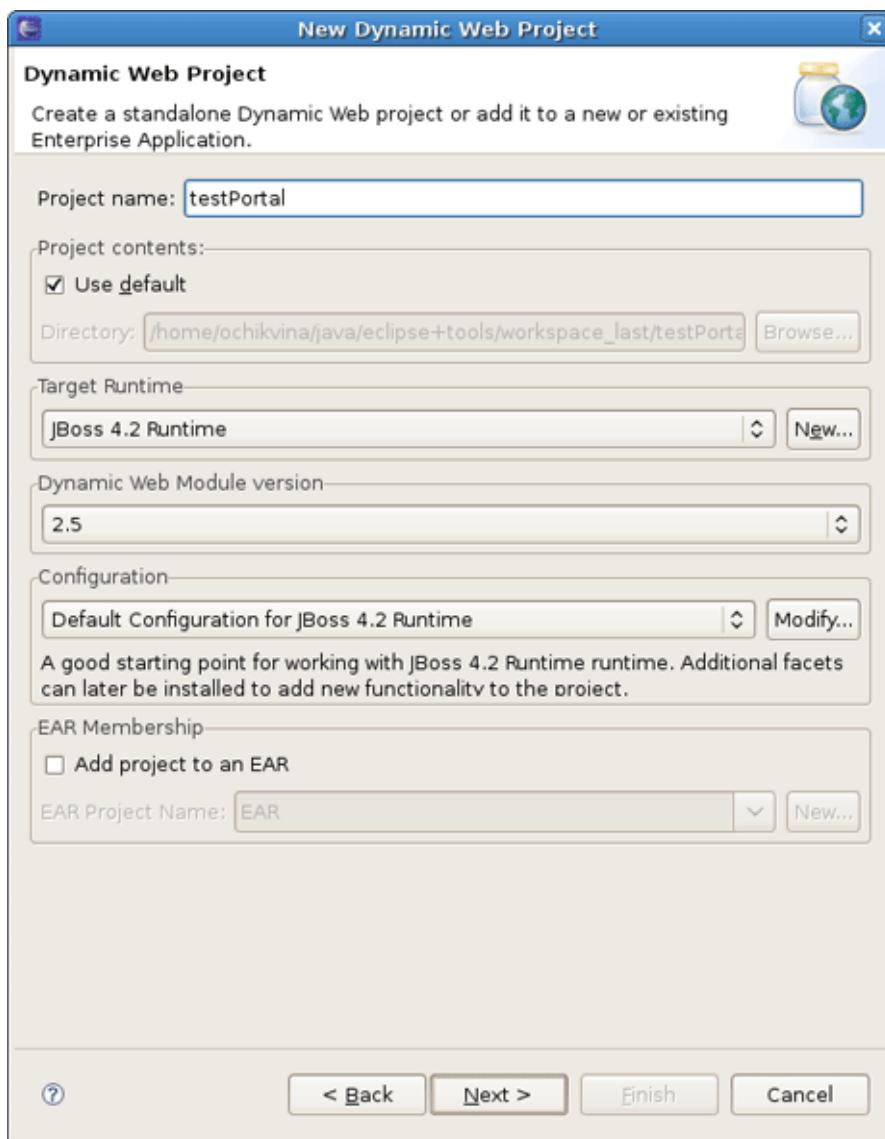 New Dynamic Web Project
Dynamic Web Project
Create a standalone Dynamic Web project or add it to a new or existing
Enterprise Application.
Project name: testPortal
Project contents:
Use default
Directory: /home/ochikvina/java/eclipse+tools/workspace_last/testPorta Browse...
Target Runtime
JBoss 4.2 Runtime New...
Dynamic Web Module version
2.5
Configuration
Default Configuration for JBoss 4.2 Runtime Modify...
A good starting point for working with JBoss 4.2 Runtime runtime. Additional facets
can later be installed to add new functionality to the project.
EAR Membership
Add project to an EAR
EAR Project Name: EAR New...
? < Back Next > Finish Cancel